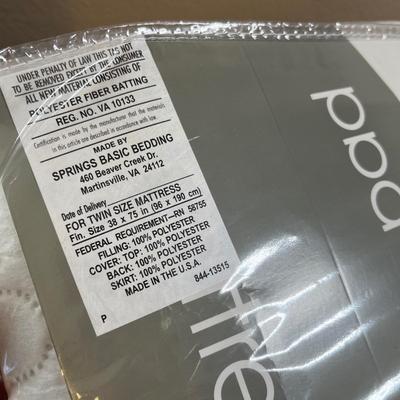 UNDER PENALTY OF LAW THIS TAG NOT
TO BE REMOVED EXCEPT BY THE CONSUMER
ALL NEW MATERIAL CONSISTING OF
POLYESTER FIBER BATTING
REG. NO. VA 10133
Certification is made by the manufacturer that the materials
in this article are described in accordance with law.
MADE BY
SPRINGS BASIC BEDDING
460 Beaver Creek Dr.
Martinsville, VA 24112
Date of Delivery
FOR TWIN SIZE MATTRESS
Fin. Size 38 x 75 in (96 x 190 cm)
FEDERAL REQUIREMENT—RN 56755
FILLING: 100% POLYESTER
COVER: TOP: 100% POLYESTER
BACK: 100% POLYESTER
SKIRT: 100% POLYESTER
MADE IN THE U.S.A.
844-13515
P
pad
fre